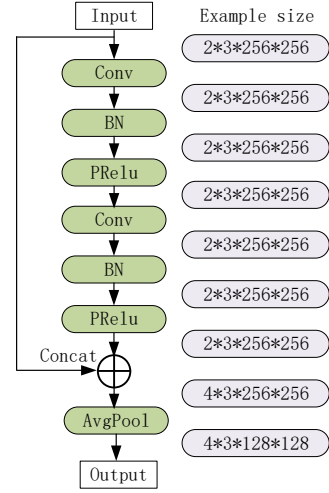 Input
Example size
2*3*256*256
Conv
2*3*256*256
BN
2*3*256*256
PRelu
2*3*256*256
Conv
2*3*256*256
BN
2*3*256*256
PRelu
2*3*256*256
Concat
4*3*256*256
AvgPool
4*3*128*128
Output